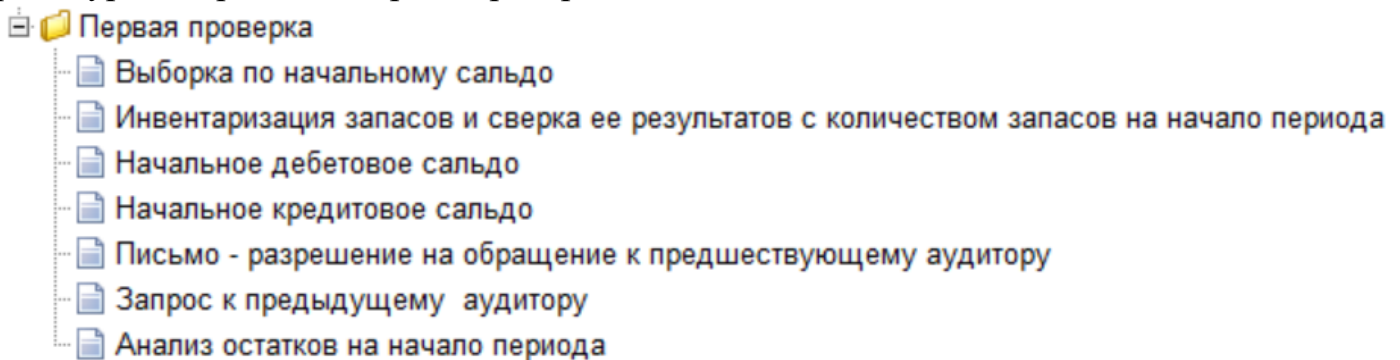 Первая проверка
Выборка по начальному сальдо
Инвентаризация запасов и сверка ее результатов с количеством запасов на начало периода
Начальное дебетовое сальдо
Начальное кредитовое сальдо
Письмо - разрешение на обращение к предшествующему аудитору
Запрос к предыдущему  аудитору
Анализ остатков на начало периода